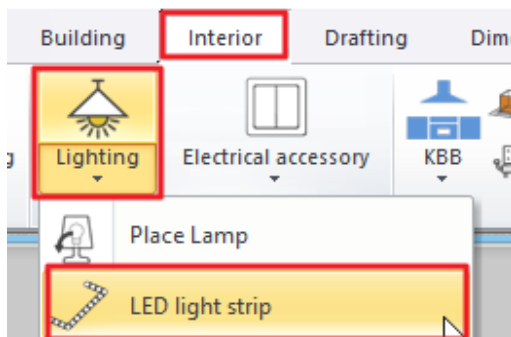 Building Interior Drafting
Lighting Electrical accessory KBB
Place Lamp
LED light strip